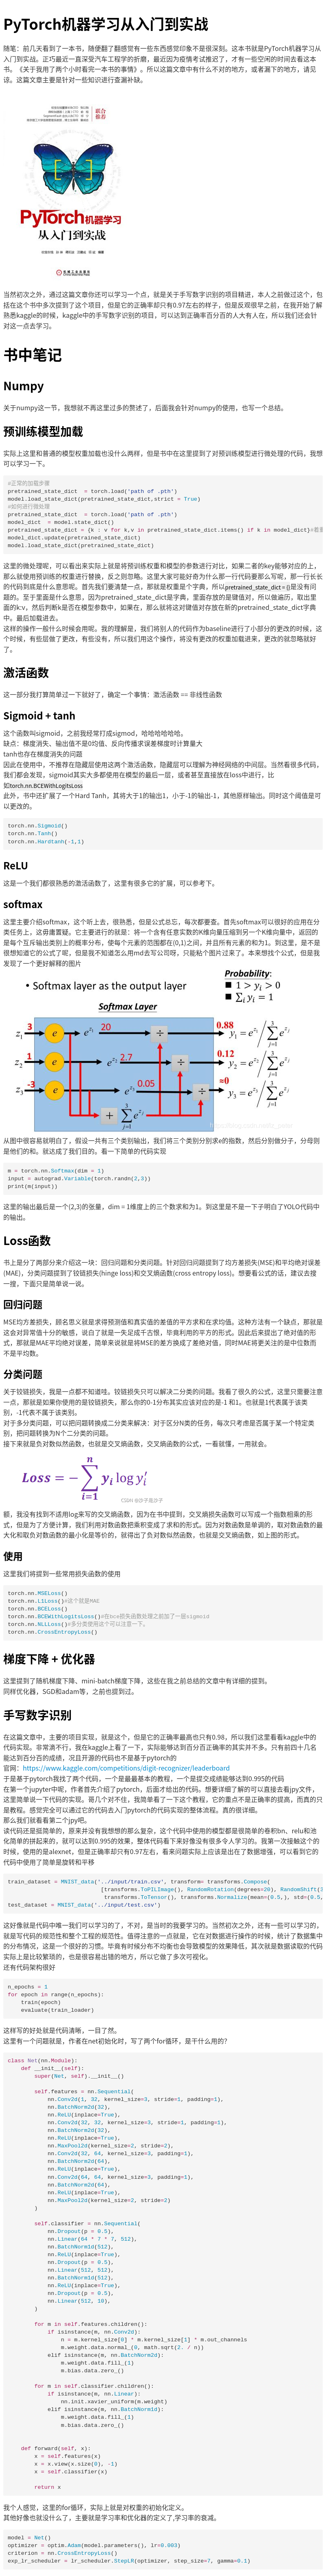 PyTorch机器学习从入门到实战
随笔：前几天看到了一本书，随便翻了翻感觉有一些东西感觉印象不是很深刻。这本书就是PyTorch机器学习从
入门到实战。正巧最近一直深受汽车工程学的折磨，最近因为疫情考试推迟了，才有一些空闲的时间去看这本
书。《关于我用了两个小时看完一本书的事情》。所以这篇文章中有什么不对的地方，或者漏下的地方，请见
谅。这篇文章主要是针对一些知识进行查漏补缺。
联合
推荐
PyTorch机器学习
从入门到实战
机械工业出版社
当然初次之外，通过这篇文章你还可以学习一个点，就是关于手写数字识别的项目精进，本人之前做过这个，包
括在这个书中多次提到了这个项目，但是它的正确率却只有0.97左右的样子，但是反观很早之前，在我开始了解
熟悉kaggle的时候，kaggle中的手写数字识别的项目，可以达到正确率百分百的人大有人在，所以我们还会针
对这一点去学习。
书中笔记
Numpy
关于numpy这一节，我想就不再这里过多的赘述了，后面我会针对numpy的使用，也写一个总结。
预训练模型加载
实际上这里和普通的模型权重加载也没什么两样，但是书中在这里提到了对预训练模型进行微处理的代码，我想
可以学习一下。
#正常的加载步骤
pretrained_state_dict = torch.load('path of .pth')
model.load_state_dict(pretrained_state_dict,strict = True)
#如何进行微处理
pretrained_state_dict = torch.load('path of .pth')
model_dict = model.state_dict()
pretrained_state_dict = {k : v for k,v in pretrained_state_dict.items() if k in model_dict}
model_dict.update(pretrained_state_dict)
model.load_state_dict(pretrained_state_dict)
这里的微处理呢，可以看出来实际上就是将预训练权重和模型的参数进行对比，如果二者的key能够对应的上，
那么就使用预训练的权重进行替换，反之则忽略。这里大家可能好奇为什么那一行代码要那么写呢，那一行长长
的代码到底是什么意思呢。首先我们要清楚一点，那就是权重是个字典，所以pretrained_state_dict = {} 是没有问
题的。至于里面是什么意思，因为pretrained_state_dict是字典，里面存放的是键值对，所以做遍历，取出里
面的k:v，然后判断k是否在模型参数中，如果在，那么就将这对键值对存放在新的pretrained_state_dict字典
中。最后加载进去。
这样的操作一般什么时候会用呢。我的理解是，我们将别人的代码作为baseline进行了小部分的更改的时候，这
个时候，有些层做了更改，有些没有，所以我们用这个操作，将没有更改的权重加载进来，更改的就忽略就好
了。
激活函数
这一部分我打算简单过一下就好了，确定一个事情：激活函数 == 非线性函数
Sigmoid + tanh
这个函数叫sigmoid，之前我经常打成sigmod，哈哈哈哈哈哈。
缺点：梯度消失、输出值不是0均值、反向传播求误差梯度时计算量大
tanh也存在梯度消失的问题
因此在使用中，不推荐在隐藏层使用这两个激活函数，隐藏层可以理解为神经网络的中间层。当然看很多代码，
我们都会发现，sigmod其实大多都使用在模型的最后一层，或者甚至直接放在loss中进行，比
如torch.nn.BCEWithLogitsLoss
此外，书中还扩展了一个Hard Tanh，其将大于1的输出1，小于-1的输出-1，其他原样输出。同时这个阈值是可
以更改的。
torch.nn.Sigmoid()
torch.nn.Tanh()
torch.nn.Hardtanh(-1,1)
ReLU
这是一个我们都很熟悉的激活函数了，这里有很多它的扩展，可以参考下。
softmax
这里主要介绍softmax，这个听上去，很熟悉，但是公式总忘，每次都要查。首先softmax可以很好的应用在分
类任务上，这毋庸置疑。它主要进行的就是：将一个含有任意实数的K维向量压缩到另一个K维向量中，返回的
是每个互斥输出类别上的概率分布，使每个元素的范围都在(0,1)之间，并且所有元素的和为1。到这里，是不是
很想知道它的公式了呢，但是我不知道怎么用md去写公司呀，只能粘个图片过来了。本来想找个公式，但是我
发现了一个更好解释的图片
Probability:
1 > yᵢ > 0
∑ᵢ yᵢ = 1
• Softmax layer as the output layer
Softmax Layer
z₁ 3 e e^{z₁} 20 ÷ 0.88 y₁ = e^{z₁} / ∑_{j=1}^{3} e^{z_j}
z₂ 1 e e^{z₂} 2.7 ÷ 0.12 y₂ = e^{z₂} / ∑_{j=1}^{3} e^{z_j}
z₃ -3 e e^{z₃} 0.05 ÷ ≈0 y₃ = e^{z₃} / ∑_{j=1}^{3} e^{z_j}
+ ∑_{j=1}^{3} e^{z_j}
从图中很容易就明白了，假设一共有三个类别输出，我们将三个类别分别求e的指数，然后分别做分子，分母则
是他们的和。就达成了我们目的。看一下简单的代码实现
m = torch.nn.Softmax(dim = 1)
input = autograd.Variable(torch.randn(2,3))
print(m(input))
这里的输出最后是一个(2,3)的张量，dim = 1维度上的三个数求和为1。到这里是不是一下子明白了YOLO代码中
的输出。
Loss函数
书上是分了两部分来介绍这一块：回归问题和分类问题。针对回归问题提到了均方差损失(MSE)和平均绝对误差
(MAE)，分类问题提到了铰链损失(hinge loss)和交叉熵函数(cross entropy loss)。想要看公式的话，建议去搜
一搜，下面只是简单说一说。
回归问题
MSE均方差损失，顾名思义就是求得预测值和真实值的差值的平方求和在求均值。这种方法有一个缺点，那就是
这会对异常值十分的敏感，说白了就是一失足成千古恨，毕竟利用的平方的形式。因此后来提出了绝对值的形
式，那就是MAE平均绝对误差，简单来说就是将MSE的差方换成了差绝对值，同时MAE将更关注的是中位数而
不是平均数。
分类问题
关于铰链损失，我是一点都不知道哇。铰链损失只可以解决二分类的问题。我看了很久的公式，这里只需要注意
一点，那就是如果你使用的是铰链损失，那么你的0-1分布其实应该对应的是-1 和1。也就是1代表属于该类
别，-1代表不属于该类别。
对于多分类问题，可以把问题转换成二分类来解决：对于区分N类的任务，每次只考虑是否属于某一个特定类
别，把问题转换为N个二分类的问题。
接下来就是负对数似然函数，也就是交叉熵函数，交叉熵函数的公式，一看就懂，一用就会。
Loss = −∑_{i=1}^{n} yᵢ log yᵢ′
额，我没有找到不适用log来写的交叉熵函数，因为在书中提到，交叉熵损失函数可以写成一个指数相乘的形
式，但是为了方便计算，我们利用对数函数把乘积变成了求和的形式。因为对数函数是单调的，取对数函数的最
大化和取负对数函数的最小化是等价的，就得出了负对数似然函数，也就是交叉熵函数，如上面的形式。
使用
这里我们将提到一些常用损失函数的使用
torch.nn.MSELoss()
torch.nn.L1Loss()#这个就是MAE
torch.nn.BCELoss()
torch.nn.BCEWithLogitsLoss()#在bce损失函数处理之前加了一层sigmoid
torch.nn.NLLLoss()#多分类使用这个可以注意一下。
torch.nn.CrossEntropyLoss()
梯度下降 + 优化器
这里提到了随机梯度下降、mini-batch梯度下降，这些在我之前总结的文章中有详细的提到。
同样优化器，SGD和adam等，之前也提到过。
手写数字识别
在这篇文章中，主要的项目实现，就是这个，但是它的正确率最高也只有0.98，所以我们这里看看kaggle中的
代码实现。非常滴不行，我在kaggle上看了一下，实际能够达到百分百正确率的其实并不多。只有前四十几名
能达到百分百的成绩，况且开源的代码也不是基于pytorch的
官网：https://www.kaggle.com/competitions/digit-recognizer/leaderboard
于是基于pytorch我找了两个代码，一个是最最基本的教程，一个是提交成绩能够达到0.995的代码
在第一个jupyter中呢，作者首先介绍了pytorch，后面才给出的代码。想要详细了解的可以直接去看jpy文件，
这里简单说一下代码的实现。哥几个对不住，我简单看了一下这个教程，它的重点是正确率的提高，而真的只是
是教程。感觉完全可以通过它的代码去入门pytorch的代码实现的整体流程。真的很详细。
那么我们就看看第二个jpy吧。
读代码还是挺简单的，原来并没有我想想的那么复杂，这个代码中使用的模型都是很简单的卷积bn、relu和池
化简单的拼起来的，就可以达到0.995的效果，整体代码看下来好像没有很多令人学习的。我第一次接触这个的
时候，使用的是alexnet，但是正确率却只有0.97左右，看来问题实际上应该是出在了数据增强，可以看到它的
代码中使用了简单是旋转和平移
train_dataset = MNIST_data('../input/train.csv', transform= transforms.Compose(
[transforms.ToPILImage(), RandomRotation(degrees=20), RandomShift(
transforms.ToTensor(), transforms.Normalize(mean=(0.5,), std=(0.5,
test_dataset = MNIST_data('../input/test.csv')
这好像就是代码中唯一我们可以学习的了，不对，是当时的我要学习的。当然初次之外，还有一些可以学习的，
就是写代码的规范性和整个工程的规范性。值得注意的一点就是，它在对数据进行操作的时候，统计了数据集中
的分布情况，这是一个很好的习惯。毕竟有时候分布不均衡也会导致模型的效果降低，其次就是数据读取的代码
实际上是比较繁琐的，也是很容易出错的地方，所以它做了多次可视化。
还有代码架构很好
n_epochs = 1
for epoch in range(n_epochs):
train(epoch)
evaluate(train_loader)
这样写的好处就是代码清晰，一目了然。
这里有一个问题就是，作者在net初始化时，写了两个for循环，是干什么用的?
class Net(nn.Module):
def __init__(self):
super(Net, self).__init__()
self.features = nn.Sequential(
nn.Conv2d(1, 32, kernel_size=3, stride=1, padding=1),
nn.BatchNorm2d(32),
nn.ReLU(inplace=True),
nn.Conv2d(32, 32, kernel_size=3, stride=1, padding=1),
nn.BatchNorm2d(32),
nn.ReLU(inplace=True),
nn.MaxPool2d(kernel_size=2, stride=2),
nn.Conv2d(32, 64, kernel_size=3, padding=1),
nn.BatchNorm2d(64),
nn.ReLU(inplace=True),
nn.Conv2d(64, 64, kernel_size=3, padding=1),
nn.BatchNorm2d(64),
nn.ReLU(inplace=True),
nn.MaxPool2d(kernel_size=2, stride=2)
)
self.classifier = nn.Sequential(
nn.Dropout(p = 0.5),
nn.Linear(64 * 7 * 7, 512),
nn.BatchNorm1d(512),
nn.ReLU(inplace=True),
nn.Dropout(p = 0.5),
nn.Linear(512, 512),
nn.BatchNorm1d(512),
nn.ReLU(inplace=True),
nn.Dropout(p = 0.5),
nn.Linear(512, 10),
)
for m in self.features.children():
if isinstance(m, nn.Conv2d):
n = m.kernel_size[0] * m.kernel_size[1] * m.out_channels
m.weight.data.normal_(0, math.sqrt(2. / n))
elif isinstance(m, nn.BatchNorm2d):
m.weight.data.fill_(1)
m.bias.data.zero_()
for m in self.classifier.children():
if isinstance(m, nn.Linear):
nn.init.xavier_uniform(m.weight)
elif isinstance(m, nn.BatchNorm1d):
m.weight.data.fill_(1)
m.bias.data.zero_()
def forward(self, x):
x = self.features(x)
x = x.view(x.size(0), -1)
x = self.classifier(x)
return x
我个人感觉，这里的for循环，实际上就是对权重的初始化定义。
其他好像也就没什么了，主要就是学习率和优化器的定义了,学习率的衰减。
model = Net()
optimizer = optim.Adam(model.parameters(), lr=0.003)
criterion = nn.CrossEntropyLoss()
exp_lr_scheduler = lr_scheduler.StepLR(optimizer, step_size=7, gamma=0.1)